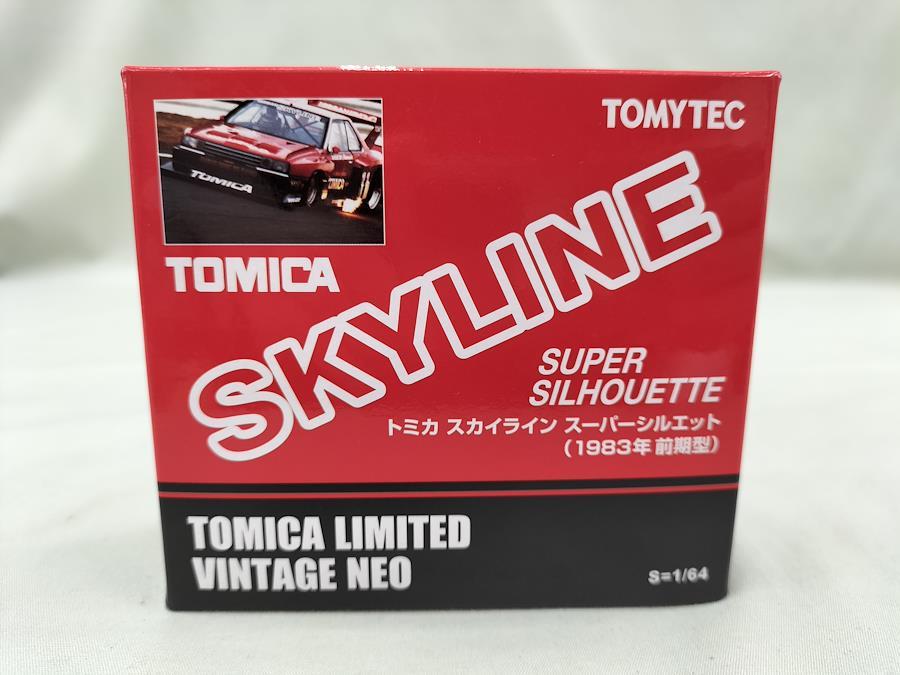 TOMYTEC
TOMICA
TOMICA
SKYLINE
SUPER
SILHOUETTE
トミカ スカイライン スーパーシルエット
(1983年 前期型)
TOMICA LIMITED
VINTAGE NEO
S=1/64